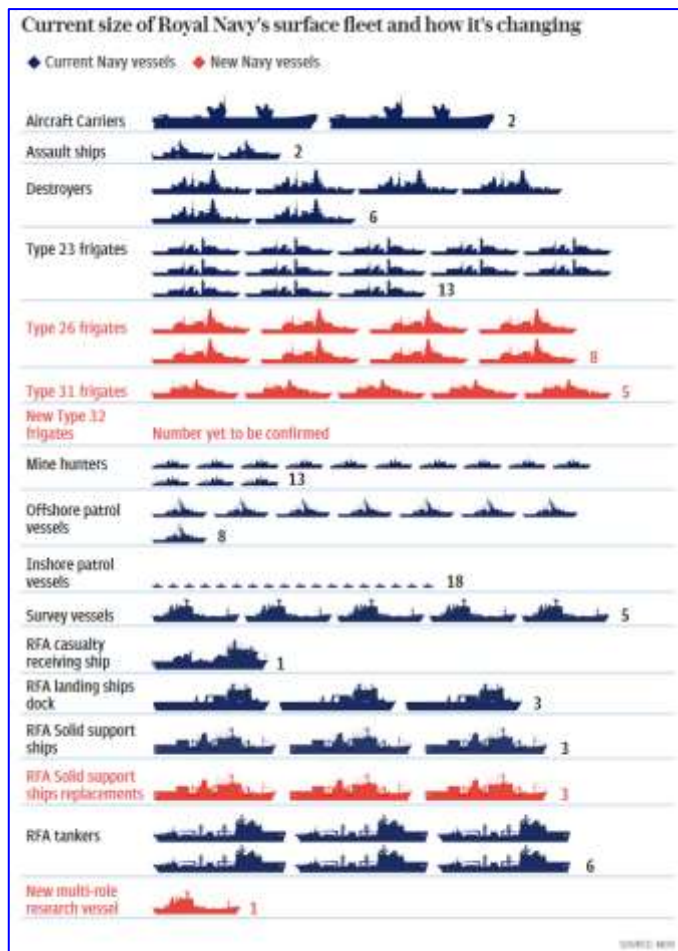 Current size of Royal Navy's surface fleet and how it's changing
Current Navy vessels New Navy vessels
Aircraft Carriers 2
Assault ships 2
Destroyers
6
Type 23 frigates
13
Type 26 frigates
8
Type 31 frigates 5
New Type 32
frigates Number yet to be confirmed
Mine hunters
13
Offshore patrol
vessels 8
Inshore patrol
vessels 18
Survey vessels 5
RFA casualty
receiving ship 1
RFA landing ships
dock 3
RFA Solid support
ships 3
RFA Solid support
ships replacements 3
RFA tankers
6
New multi-role
research vessel 1